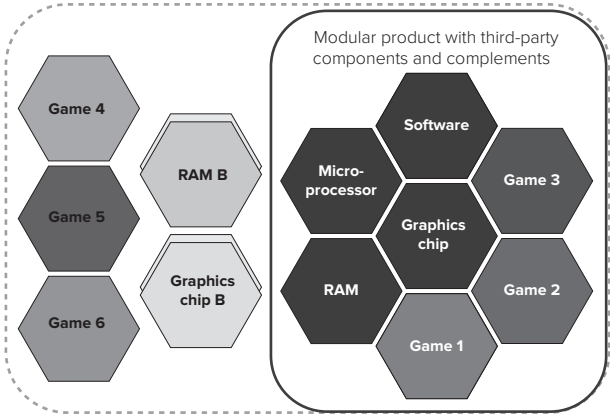 Modular product with third-party
components and complements
Game 4
Game 5
Game 6
RAM B
Graphics
chip B
Software
Micro-
processor
Game 3
Graphics
chip
RAM
Game 2
Game 1